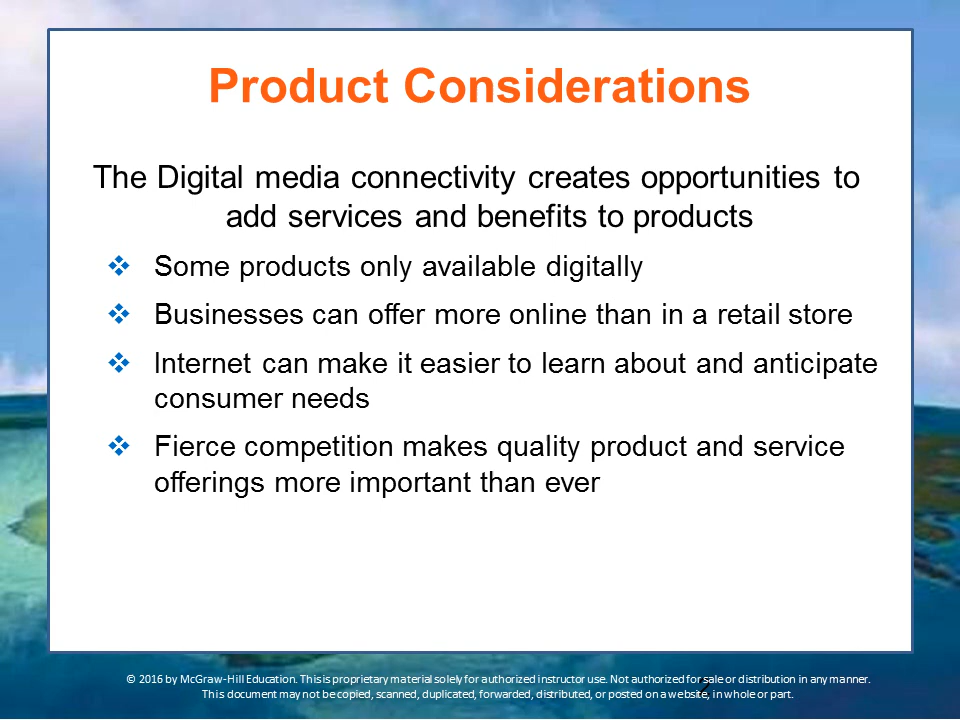 Product Considerations
The Digital media connectivity creates opportunities to
add services and benefits to products
❖ Some products only available digitally
❖ Businesses can offer more online than in a retail store
❖ Internet can make it easier to learn about and anticipate
consumer needs
❖ Fierce competition makes quality product and service
offerings more important than ever
© 2016 by McGraw-Hill Education. This is proprietary material solely for authorized instructor use. Not authorized for sale or distribution in any manner.
This document may not be copied, scanned, duplicated, forwarded, distributed, or posted on a website, in whole or part.